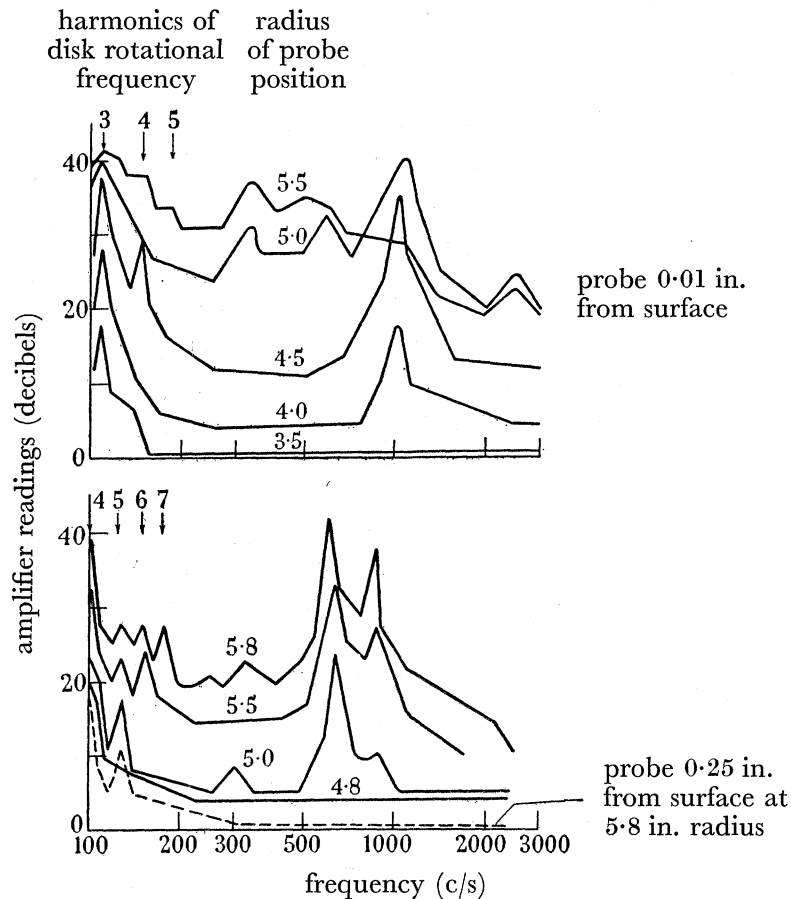 harmonics of
disk rotational
frequency
radius
of probe
position
3 4 5
40
20
0
5·5
5·0
4·5
4·0
3·5
probe 0·01 in.
from surface
amplifier readings (decibels)
4 5 6 7
40
20
0
5·8
5·5
5·0
4·8
probe 0·25 in.
from surface at
5·8 in. radius
100 200 300 500 1000 2000 3000
frequency (c/s)